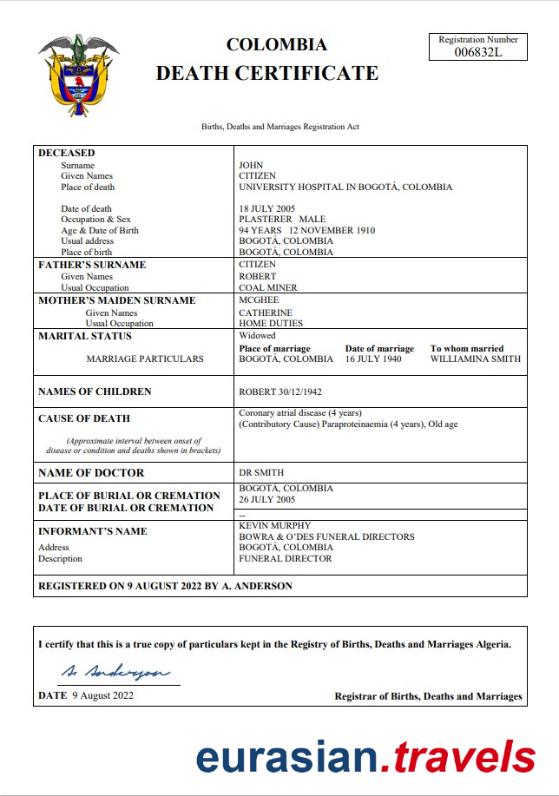 COLOMBIA
DEATH CERTIFICATE
Registration Number
006832L
Births, Deaths and Marriages Registration Act
DECEASED
Surname JOHN
Given Names CITIZEN
Place of death UNIVERSITY HOSPITAL IN BOGOTÁ, COLOMBIA
Date of death 18 JULY 2005
Occupation & Sex PLASTERER MALE
Age & Date of Birth 94 YEARS 12 NOVEMBER 1910
Usual address BOGOTÁ, COLOMBIA
Place of birth BOGOTÁ, COLOMBIA
FATHER'S SURNAME CITIZEN
Given Names ROBERT
Usual Occupation COAL MINER
MOTHER'S MAIDEN SURNAME MCGHEE
Given Names CATHERINE
Usual Occupation HOME DUTIES
MARITAL STATUS Widowed
Place of marriage Date of marriage To whom married
MARRIAGE PARTICULARS BOGOTÁ, COLOMBIA 16 JULY 1940 WILLIAMINA SMITH
NAMES OF CHILDREN ROBERT 30/12/1942
CAUSE OF DEATH Coronary atrial disease (4 years)
(Contributory Cause) Paraproteinaemia (4 years), Old age
(Approximate interval between onset of
disease or condition and deaths shown in brackets)
NAME OF DOCTOR DR SMITH
PLACE OF BURIAL OR CREMATION BOGOTÁ, COLOMBIA
DATE OF BURIAL OR CREMATION 26 JULY 2005
--
INFORMANT'S NAME KEVIN MURPHY
BOWRA & O'DES FUNERAL DIRECTORS
Address BOGOTÁ, COLOMBIA
Description FUNERAL DIRECTOR
REGISTERED ON 9 AUGUST 2022 BY A. ANDERSON
I certify that this is a true copy of particulars kept in the Registry of Births, Deaths and Marriages Algeria.
A. Anderson
DATE 9 August 2022 Registrar of Births, Deaths and Marriages
eurasian.travels